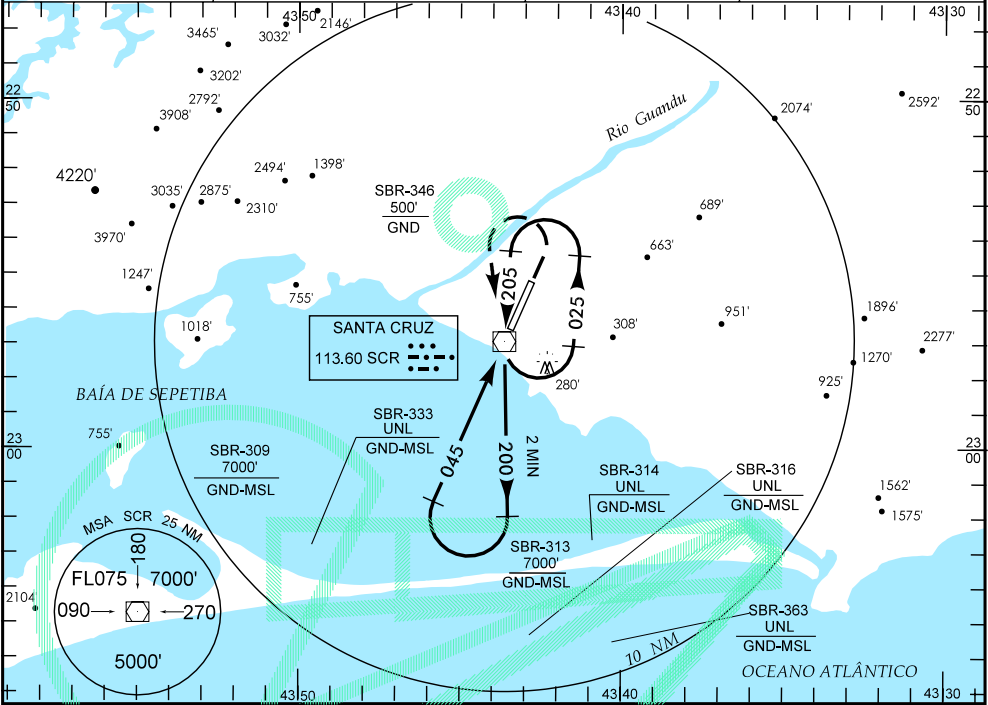 43 50
43 40
43 30
2146'
3032'
3465'
3202'
2792'
3908'
22
50
2074'
2592'
22
50
Rio Guandu
4220'
2494'
1398'
3035'
2875'
2310'
3970'
SBR-346
500'
GND
689'
663'
1247'
755'
205
025
1018'
SANTA CRUZ
113.60 SCR
308'
951'
1896'
2277'
1270'
280'
925'
BAÍA DE SEPETIBA
755'
23
00
SBR-309
7000'
GND-MSL
SBR-333
UNL
GND-MSL
045
200
2 MIN
SBR-314
UNL
GND-MSL
SBR-316
UNL
GND-MSL
23
00
1562'
1575'
MSA SCR 25 NM
180
FL075
7000'
090
270
5000'
2104
SBR-313
7000'
GND-MSL
SBR-363
UNL
GND-MSL
10 NM
OCEANO ATLÂNTICO
43 50
43 40
43 30